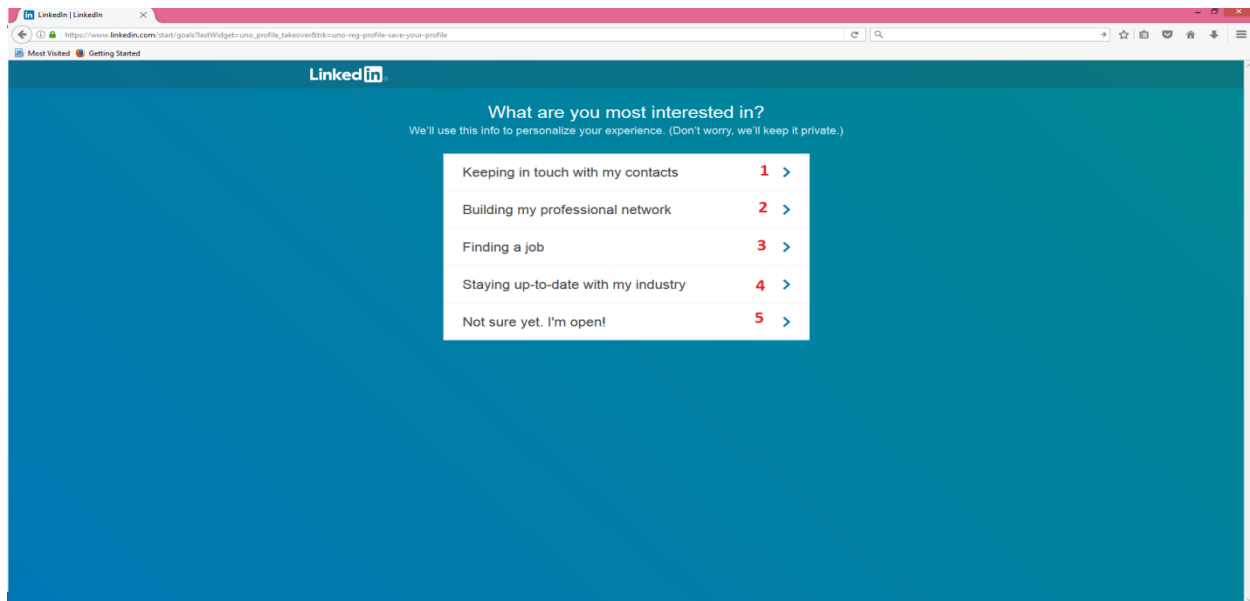 in LinkedIn | LinkedIn
https://www.linkedin.com/start/goals?lastWidget=uno_profile_takeover&trk=uno-reg-profile-save-your-profile
Most Visited Getting Started
Linked in
What are you most interested in?
We'll use this info to personalize your experience. (Don't worry, we'll keep it private.)
Keeping in touch with my contacts 1
Building my professional network 2
Finding a job 3
Staying up-to-date with my industry 4
Not sure yet. I'm open! 5